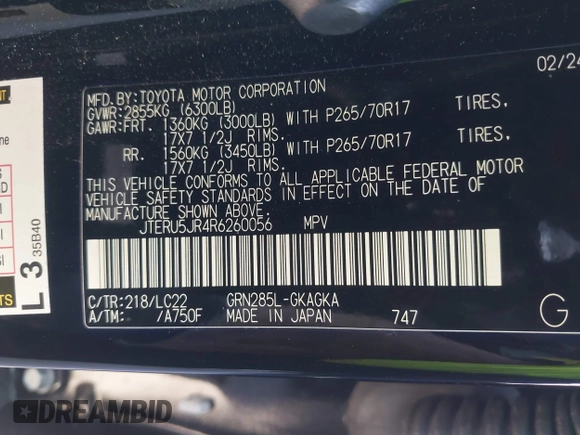 02/24
MFD.BY:TOYOTA MOTOR CORPORATION
GVWR:2855KG (6300LB)
GAWR:FRT. 1360KG (3000LB) WITH P265/70R17 TIRES,
17X7 1/2J RIMS.
RR. 1560KG (3450LB) WITH P265/70R17 TIRES,
17X7 1/2J RIMS.
THIS VEHICLE CONFORMS TO ALL APPLICABLE FEDERAL MOTOR
VEHICLE SAFETY STANDARDS IN EFFECT ON THE DATE OF
MANUFACTURE SHOWN ABOVE.
JTERU5JR4R6260056 MPV
C/TR:218/LC22 GRN285L-GKAGKA
A/TM: /A750F MADE IN JAPAN 747 G
L 3 35B40
DREAMBID